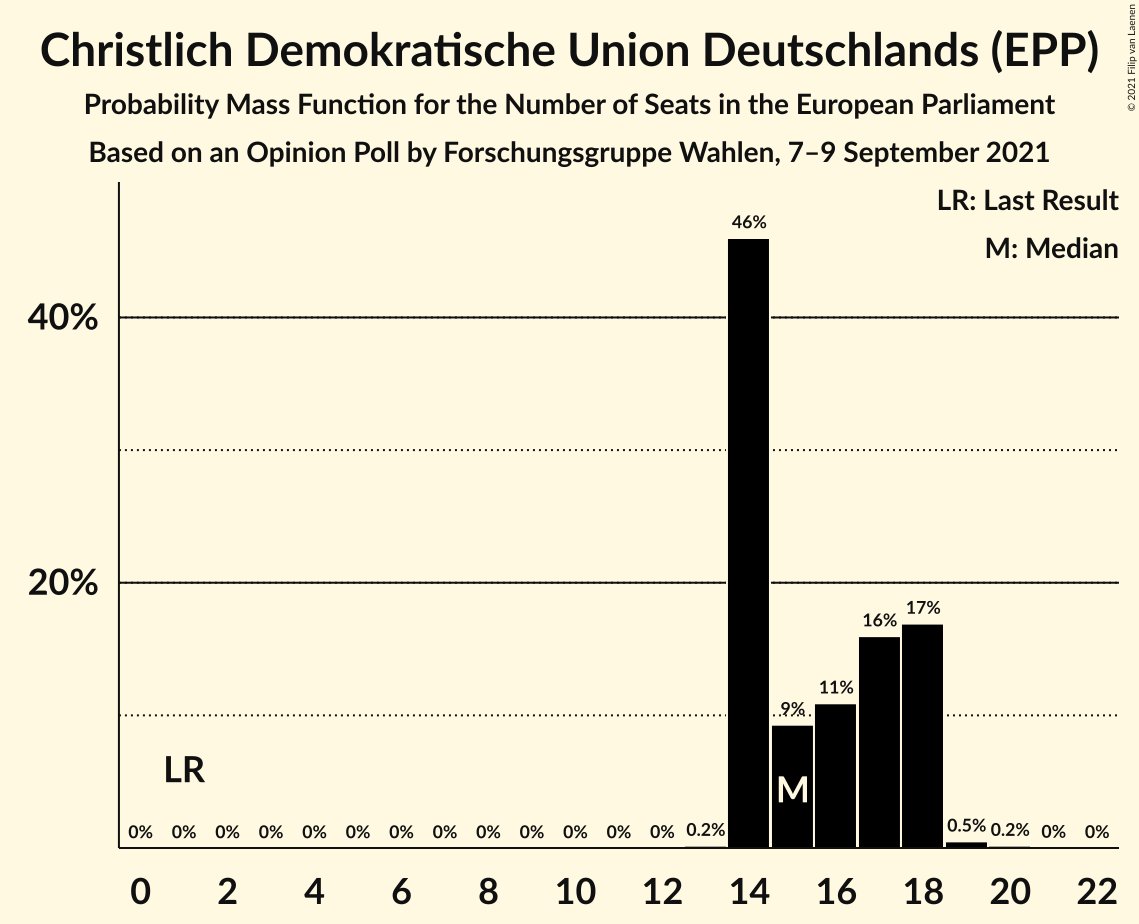 Christlich Demokratische Union Deutschlands (EPP)
Probability Mass Function for the Number of Seats in the European Parliament
Based on an Opinion Poll by Forschungsgruppe Wahlen, 7–9 September 2021
© 2021 Filip van Laenen
LR: Last Result
M: Median
46%
40%
20%
17%
16%
11%
9%
LR
M
0% 0% 0% 0% 0% 0% 0% 0% 0% 0% 0% 0% 0% 0.2% 0.5% 0.2% 0% 0%
0 2 4 6 8 10 12 14 16 18 20 22